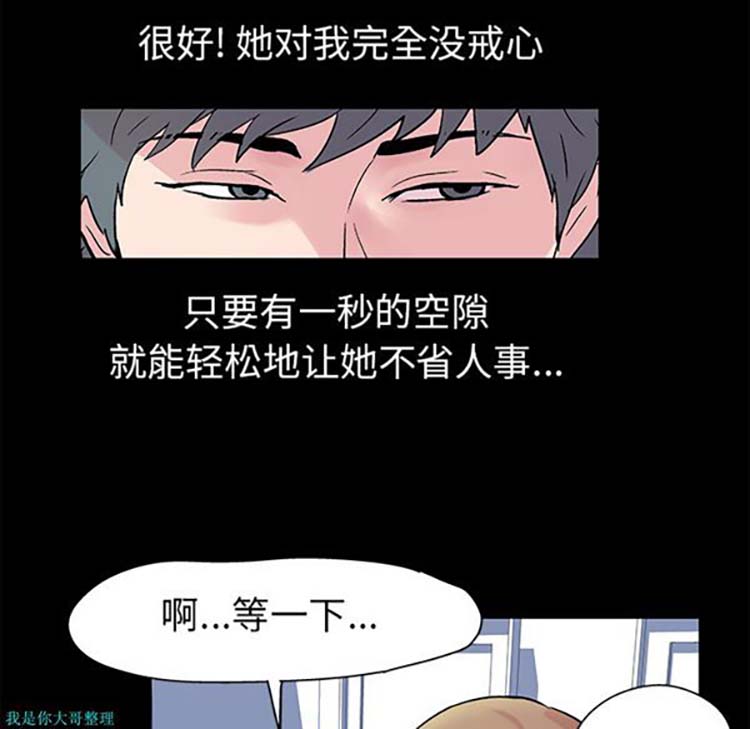 很好! 她对我完全没戒心
只要有一秒的空隙
就能轻松地让她不省人事...
啊...等一下...
我是你大哥整理